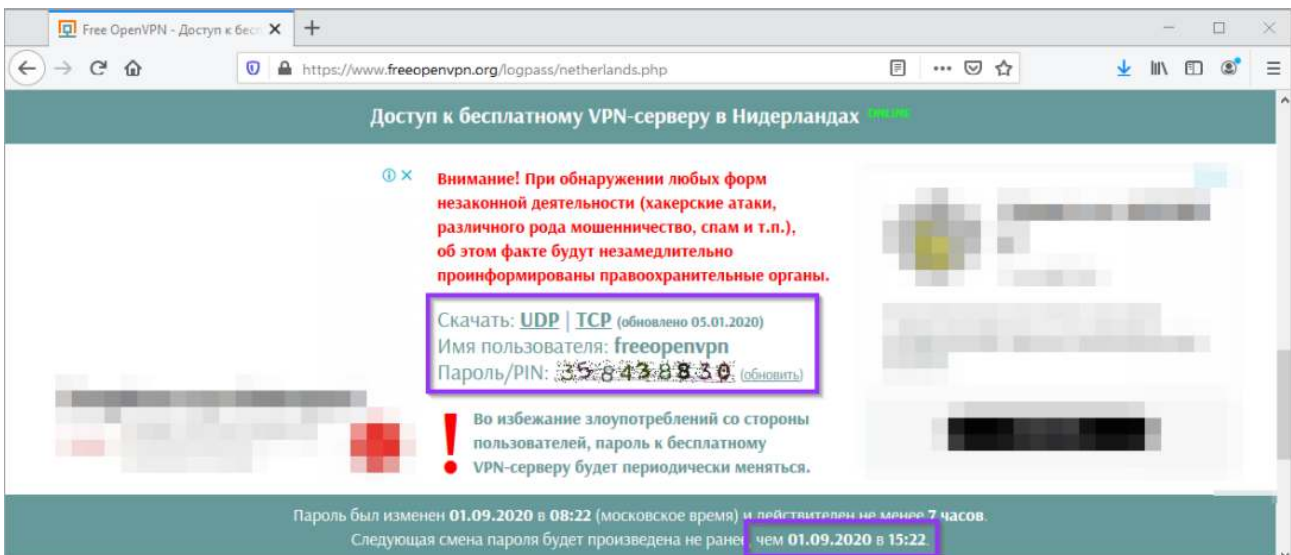 Free OpenVPN - Доступ к бесп
https://www.freeopenvpn.org/logpass/netherlands.php
Доступ к бесплатному VPN-серверу в Нидерландах ONLINE
Внимание! При обнаружении любых форм
незаконной деятельности (хакерские атаки,
различного рода мошенничество, спам и т.п.),
об этом факте будут незамедлительно
проинформированы правоохранительные органы.
Скачать: UDP | TCP (обновлено 05.01.2020)
Имя пользователя: freeopenvpn
Пароль/PIN: 358438830 (обновить)
! Во избежание злоупотреблений со стороны
пользователей, пароль к бесплатному
VPN-серверу будет периодически меняться.
Пароль был изменен 01.09.2020 в 08:22 (московское время) и действителен не менее 7 часов.
Следующая смена пароля будет произведена не ранее, чем 01.09.2020 в 15:22.